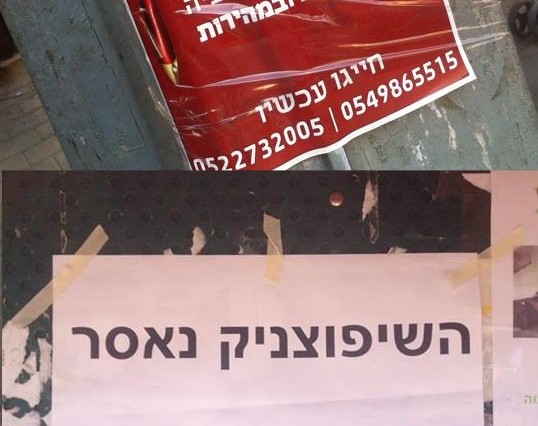 ובמהירות
חייגו עכשיו
0522732005 | 0549865515
השיפוצניק נאסר